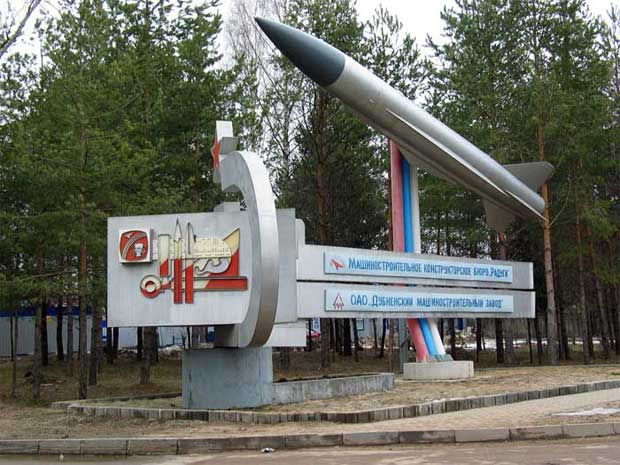 МАШИНОСТРОИТЕЛЬНОЕ КОНСТРУКТОРСКОЕ БЮРО "РАДУГА"
ОАО "ДУБНЕНСКИЙ МАШИНОСТРОИТЕЛЬНЫЙ ЗАВОД"